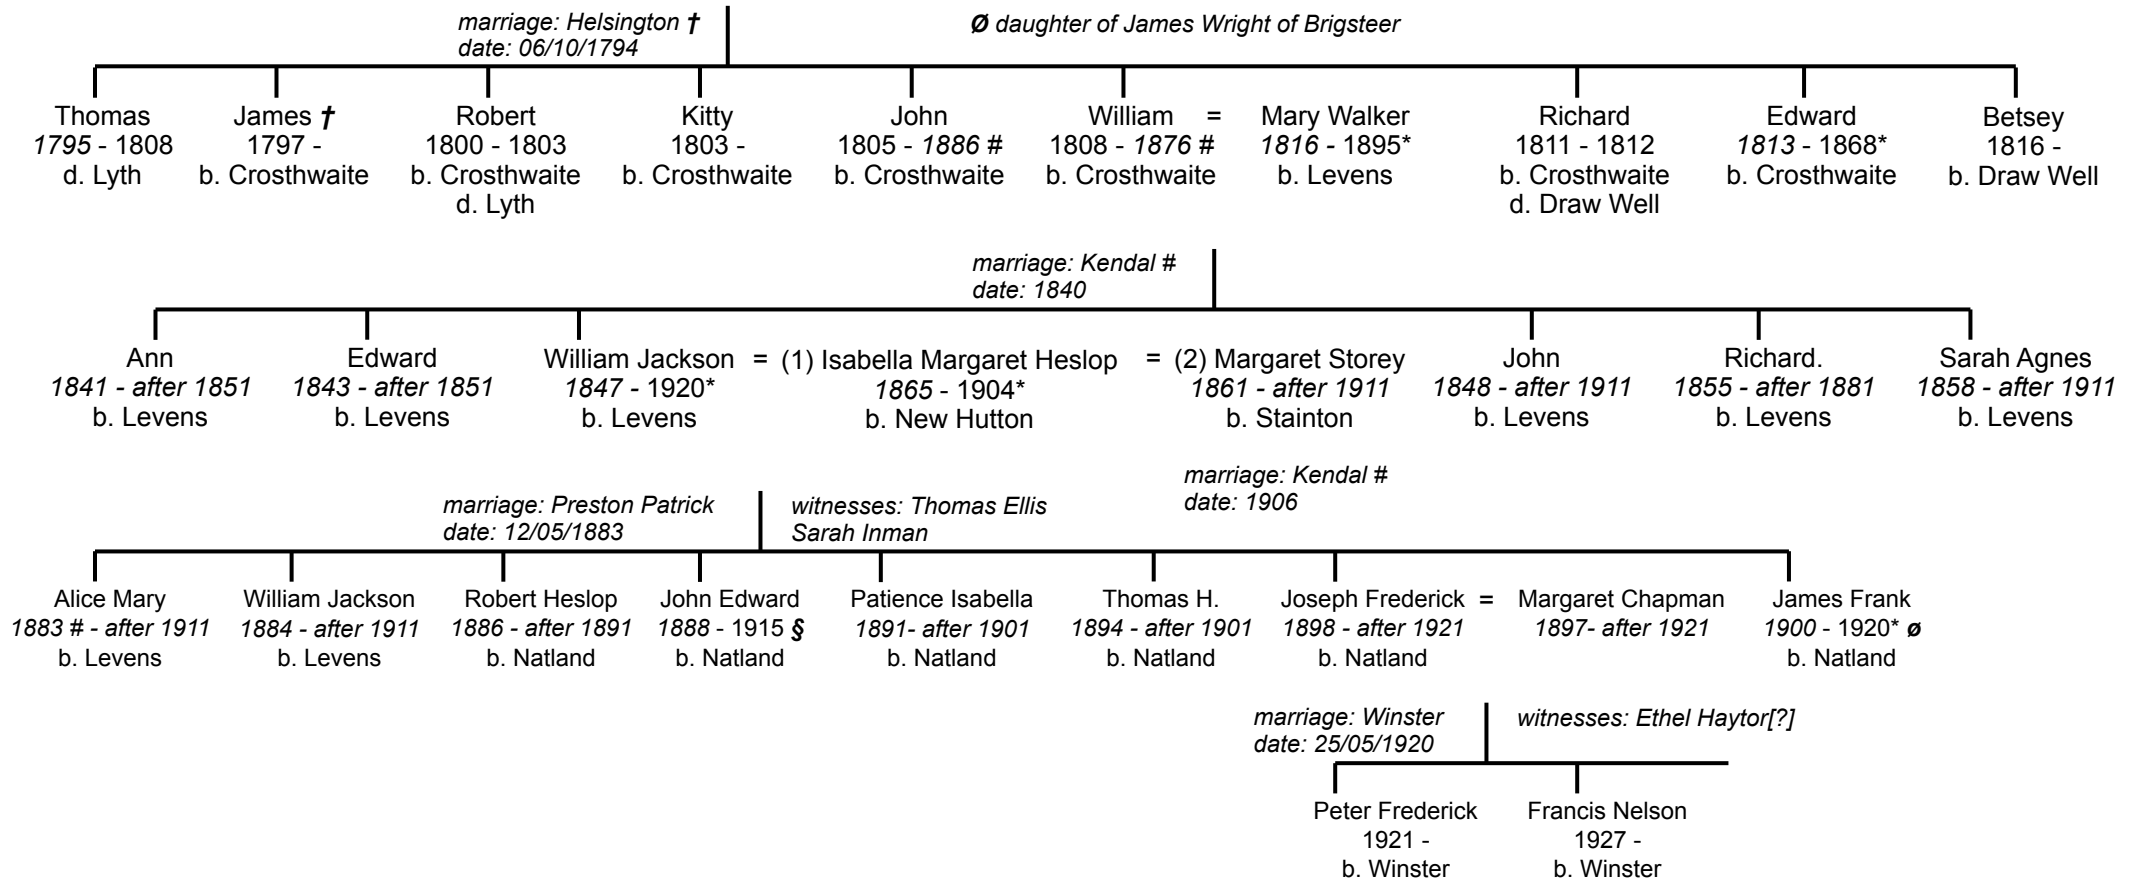 marriage: Helsington †
date: 06/10/1794
Ø daughter of James Wright of Brigsteer
Thomas
1795 - 1808
d. Lyth
James †
1797 -
b. Crosthwaite
Robert
1800 - 1803
b. Crosthwaite
d. Lyth
Kitty
1803 -
b. Crosthwaite
John
1805 - 1886 #
b. Crosthwaite
William =
1808 - 1876 #
b. Crosthwaite
Mary Walker
1816 - 1895*
b. Levens
Richard
1811 - 1812
b. Crosthwaite
d. Draw Well
Edward
1813 - 1868*
b. Crosthwaite
Betsey
1816 -
b. Draw Well
marriage: Kendal #
date: 1840
Ann
1841 - after 1851
b. Levens
Edward
1843 - after 1851
b. Levens
William Jackson =
1847 - 1920*
b. Levens
(1) Isabella Margaret Heslop =
1865 - 1904*
b. New Hutton
(2) Margaret Storey
1861 - after 1911
b. Stainton
John
1848 - after 1911
b. Levens
Richard.
1855 - after 1881
b. Levens
Sarah Agnes
1858 - after 1911
b. Levens
marriage: Kendal #
date: 1906
marriage: Preston Patrick
date: 12/05/1883
witnesses: Thomas Ellis
Sarah Inman
Alice Mary
1883 # - after 1911
b. Levens
William Jackson
1884 - after 1911
b. Levens
Robert Heslop
1886 - after 1891
b. Natland
John Edward
1888 - 1915 §
b. Natland
Patience Isabella
1891- after 1901
b. Natland
Thomas H.
1894 - after 1901
b. Natland
Joseph Frederick =
1898 - after 1921
b. Natland
Margaret Chapman
1897- after 1921
James Frank
1900 - 1920* ø
b. Natland
marriage: Winster
date: 25/05/1920
witnesses: Ethel Haytor[?]
Peter Frederick
1921 -
b. Winster
Francis Nelson
1927 -
b. Winster